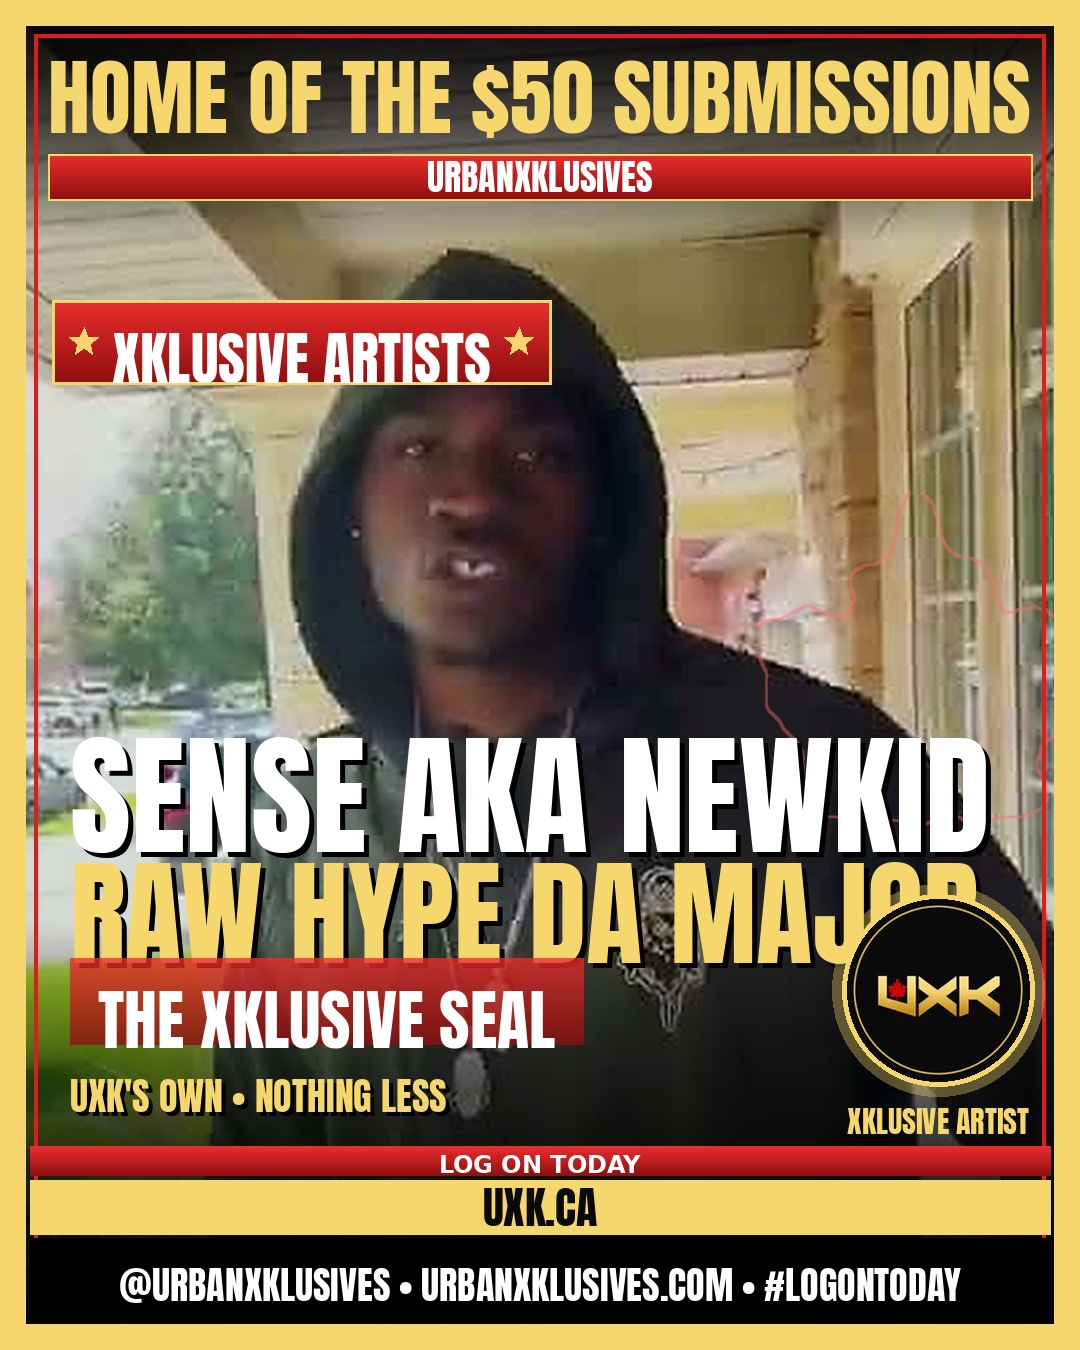 HOME OF THE $50 SUBMISSIONS
URBANXKLUSIVES
XKLUSIVE ARTISTS
SENSE AKA NEWKID
RAW HYPE DA MAJOR
THE XKLUSIVE SEAL
UXK
UXK'S OWN • NOTHING LESS
XKLUSIVE ARTIST
LOG ON TODAY
UXK.CA
@URBANXKLUSIVES • URBANXKLUSIVES.COM • #LOGONTODAY